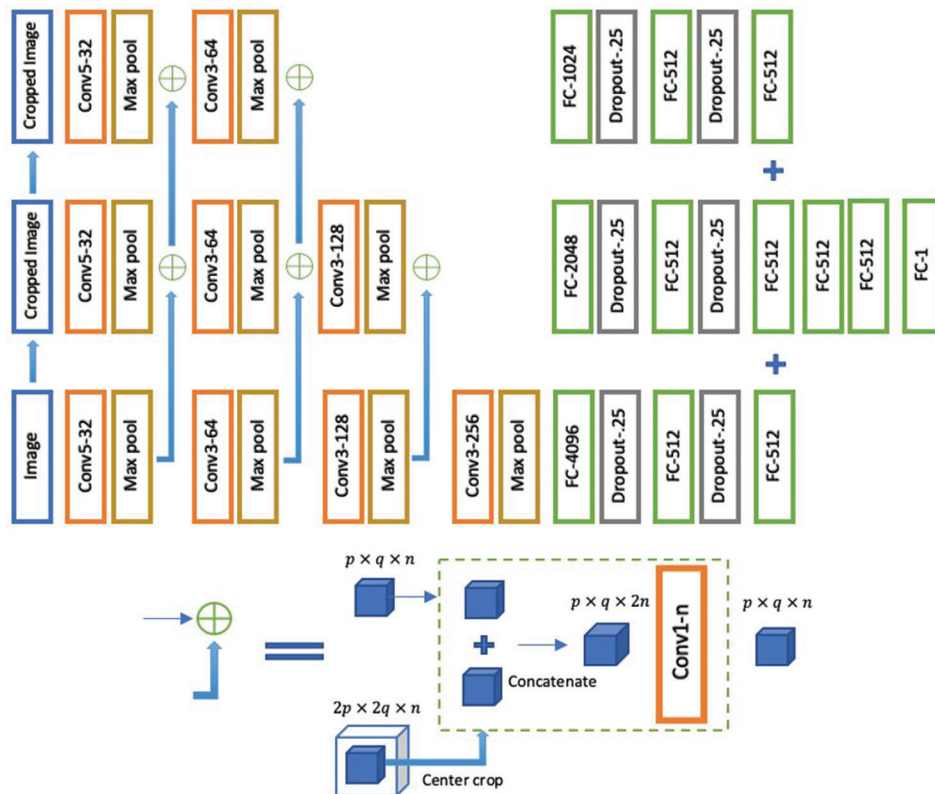 Cropped Image
Conv5-32
Max pool
Conv3-64
Max pool
FC-1024
Dropout-.25
FC-512
Dropout-.25
FC-512
+
Cropped Image
Conv5-32
Max pool
Conv3-64
Max pool
Conv3-128
Max pool
FC-2048
Dropout-.25
FC-512
Dropout-.25
FC-512
FC-512
FC-512
FC-1
+
Image
Conv5-32
Max pool
Conv3-64
Max pool
Conv3-128
Max pool
Conv3-256
Max pool
FC-4096
Dropout-.25
FC-512
Dropout-.25
FC-512
p × q × n
p × q × 2n
p × q × n
=
+
Concatenate
Conv1-n
2p × 2q × n
Center crop